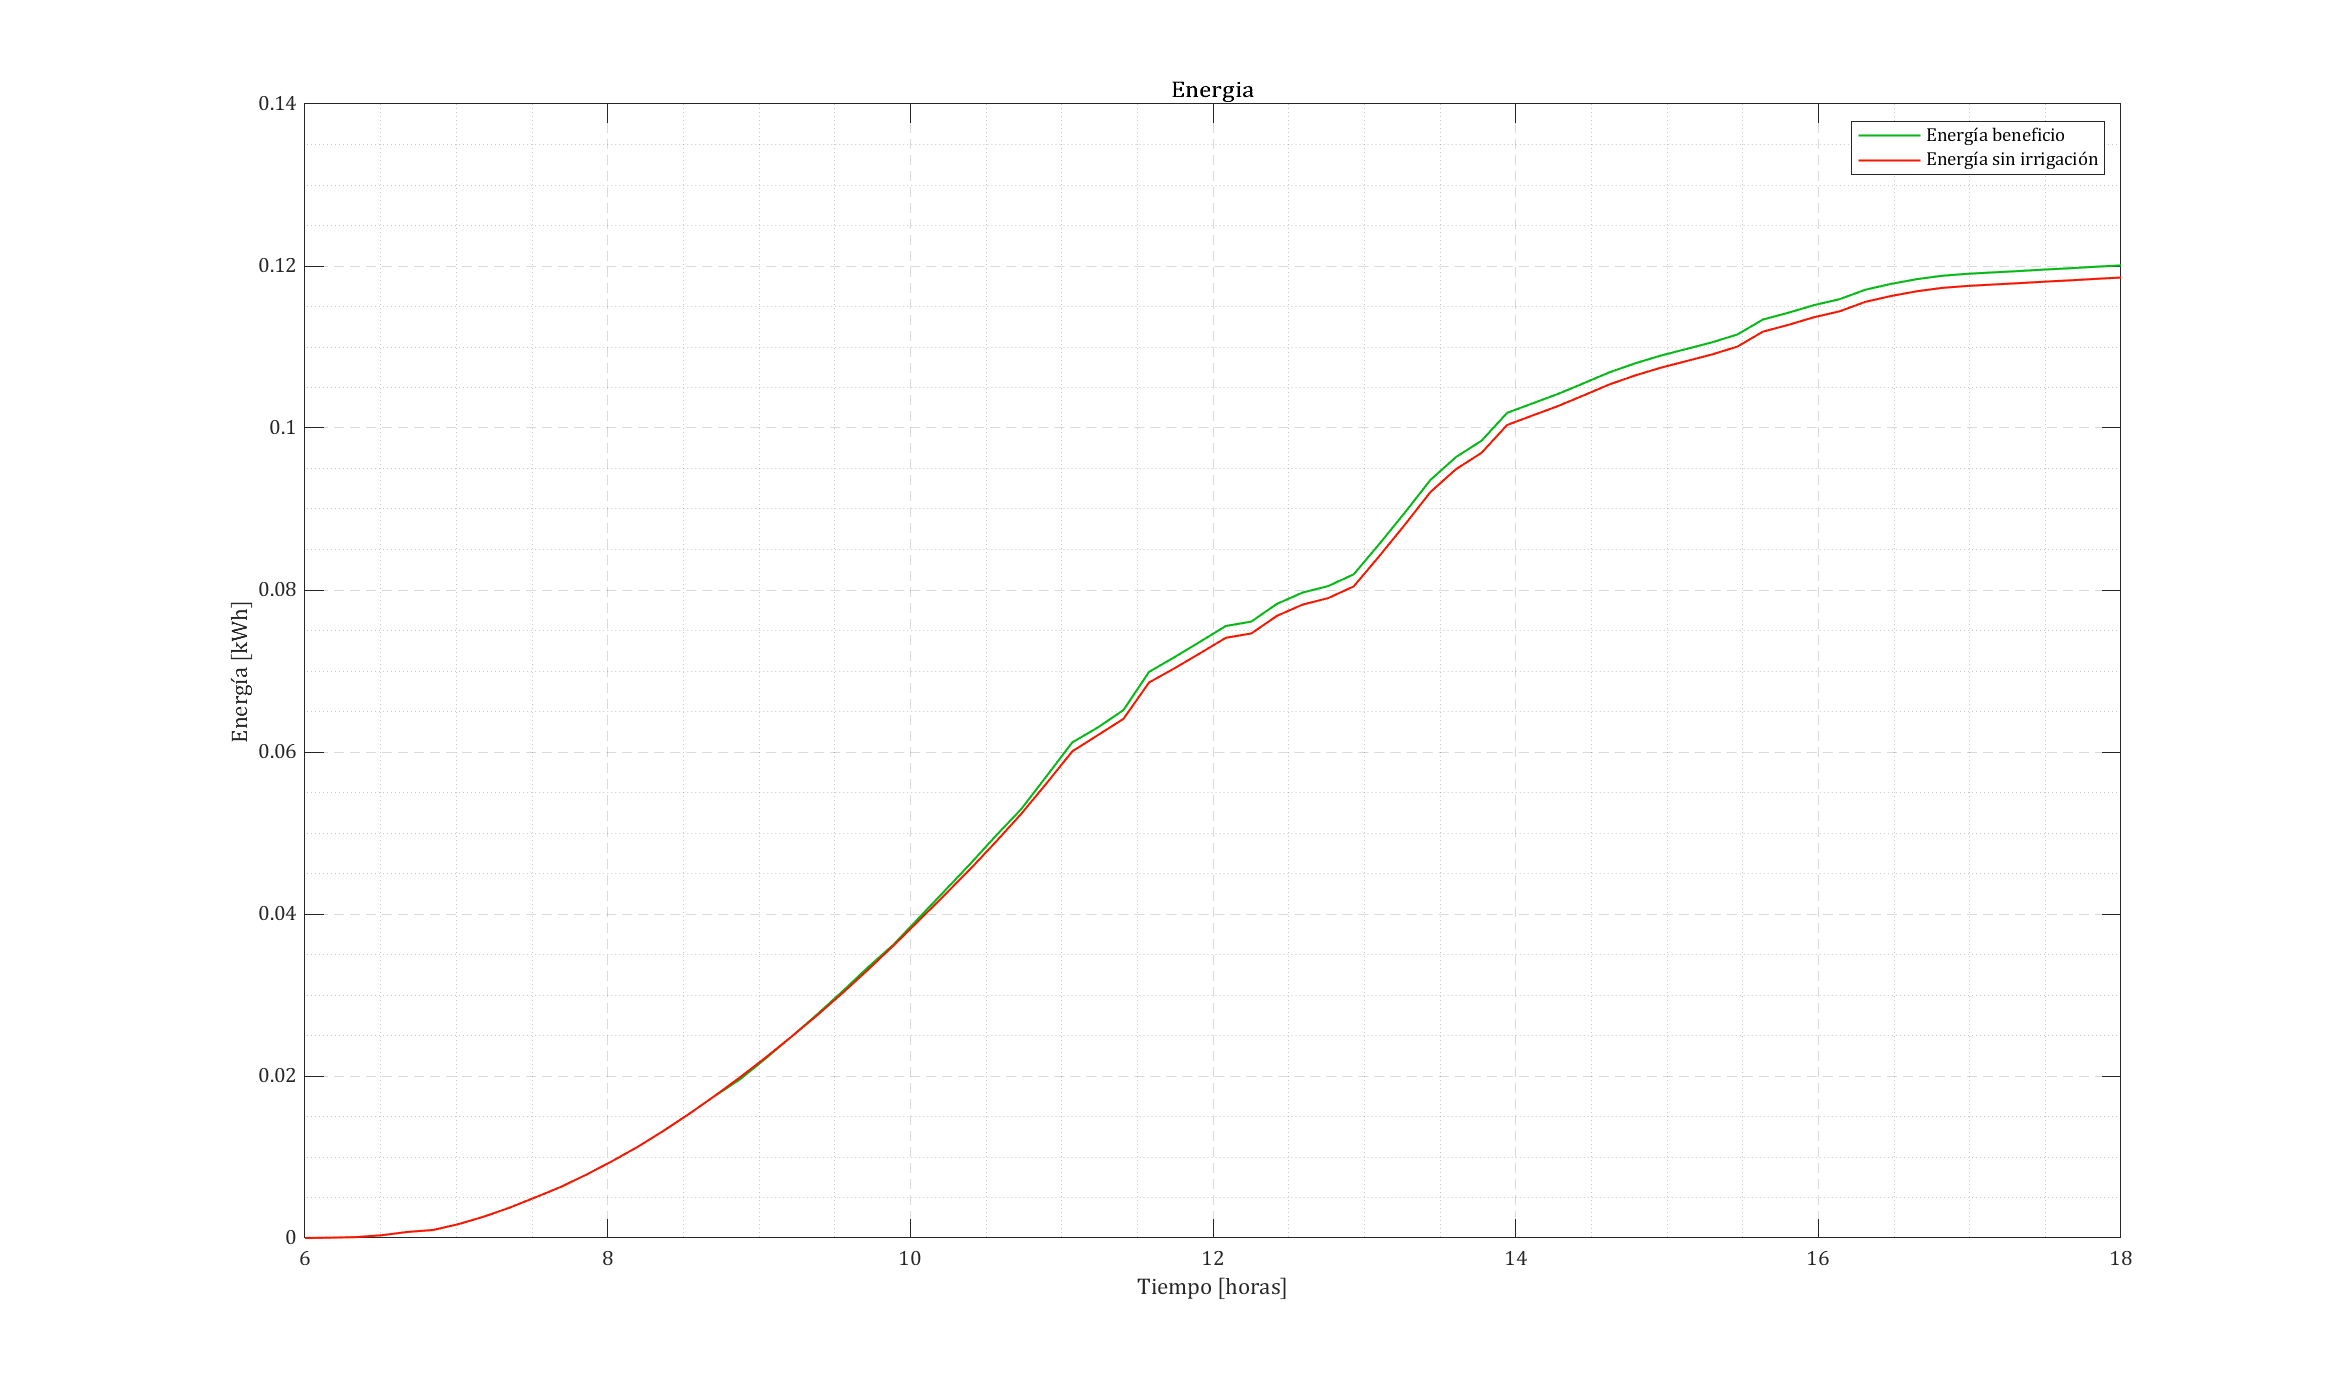 Energia
0.14
0.12
0.1
0.08
0.06
0.04
0.02
0
Energía [kWh]
Energía beneficio
Energía sin irrigación
6 8 10 12 14 16 18
Tiempo [horas]